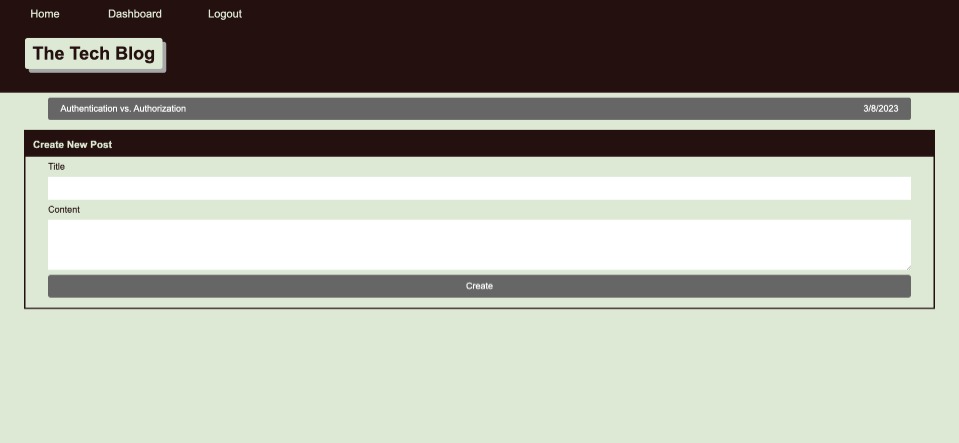 Home Dashboard Logout
The Tech Blog
Authentication vs. Authorization 3/8/2023
Create New Post
Title
Content
Create